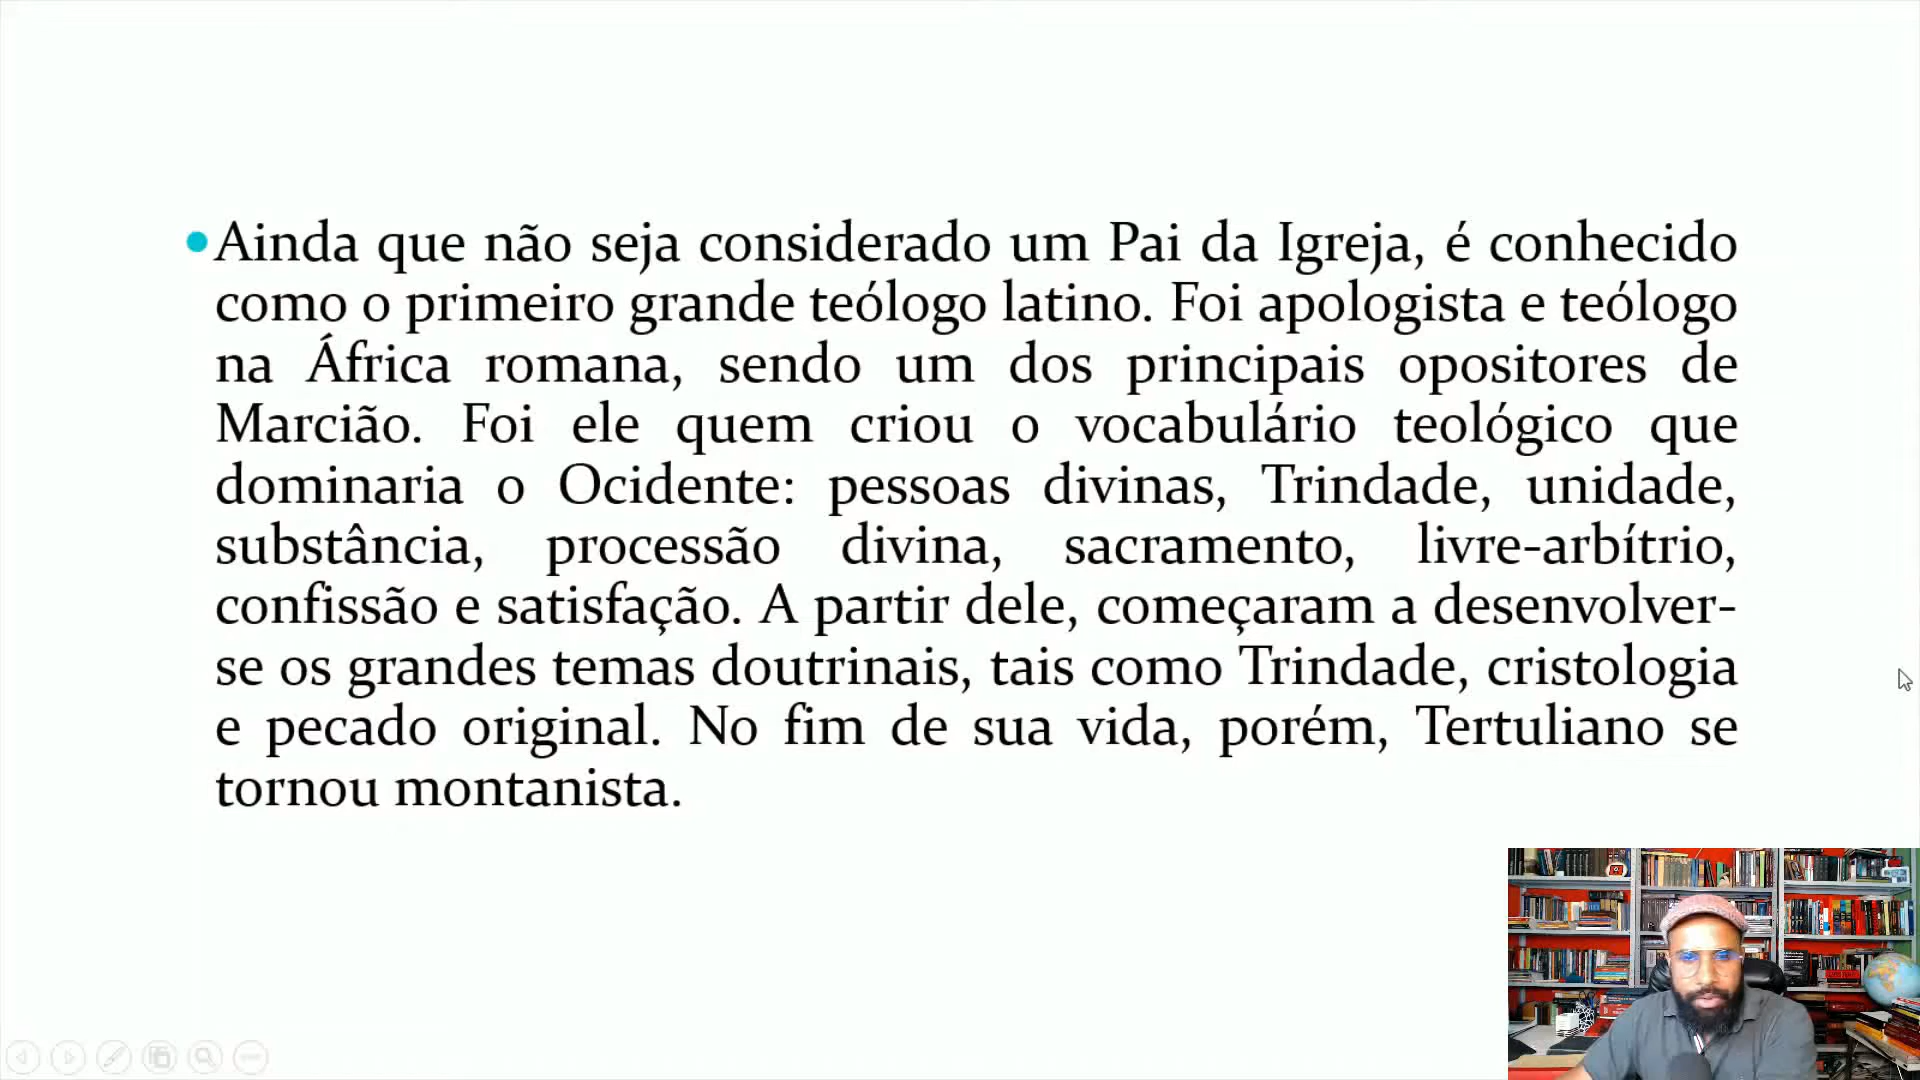 Ainda que não seja considerado um Pai da Igreja, é conhecido
como o primeiro grande teólogo latino. Foi apologista e teólogo
na África romana, sendo um dos principais opositores de
Marcião. Foi ele quem criou o vocabulário teológico que
dominaria o Ocidente: pessoas divinas, Trindade, unidade,
substância, processão divina, sacramento, livre-arbítrio,
confissão e satisfação. A partir dele, começaram a desenvolver-
se os grandes temas doutrinais, tais como Trindade, cristologia
e pecado original. No fim de sua vida, porém, Tertuliano se
tornou montanista.